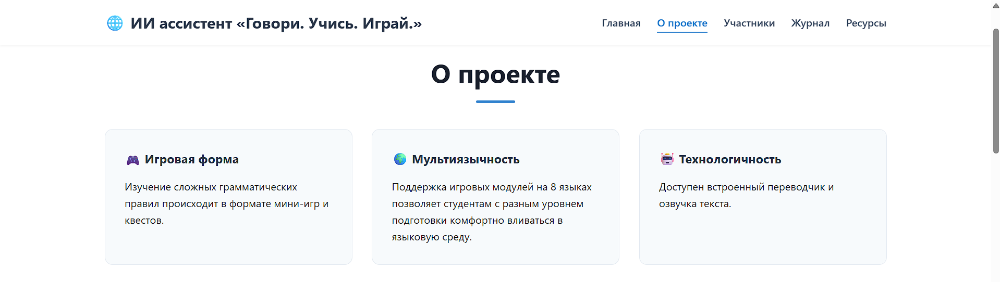 ИИ ассистент «Говори. Учись. Играй.»
Главная О проекте Участники Журнал Ресурсы
О проекте
Игровая форма
Изучение сложных грамматических
правил происходит в формате мини-игр и
квестов.
Мультиязычность
Поддержка игровых модулей на 8 языках
позволяет студентам с разным уровнем
подготовки комфортно вливаться в
языковую среду.
Технологичность
Доступен встроенный переводчик и
озвучка текста.